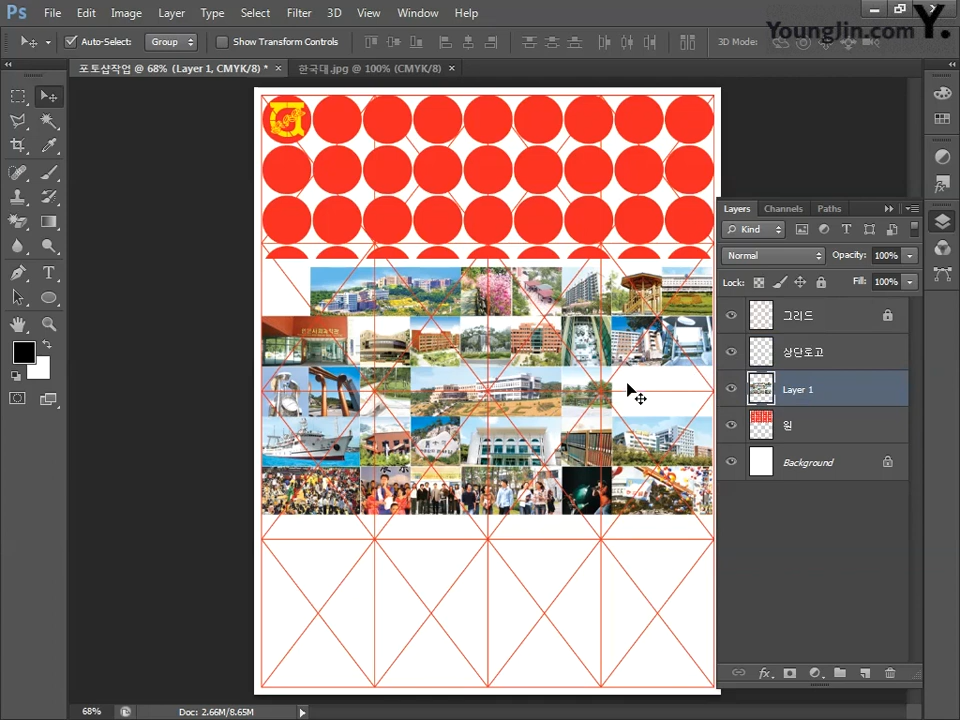 Ps File Edit Image Layer Type Select Filter 3D View Window Help
Auto-Select: Group Show Transform Controls 3D Mode:
YoungJin.com Y.
포토샵작업 @ 68% (Layer 1, CMYK/8) * × 한국대.jpg @ 100% (CMYK/8) ×
Layers Channels Paths
Kind
Normal Opacity: 100%
Lock: Fill: 100%
그리드
상단로고
Layer 1
원
Background
68% Doc: 2.66M/8.65M